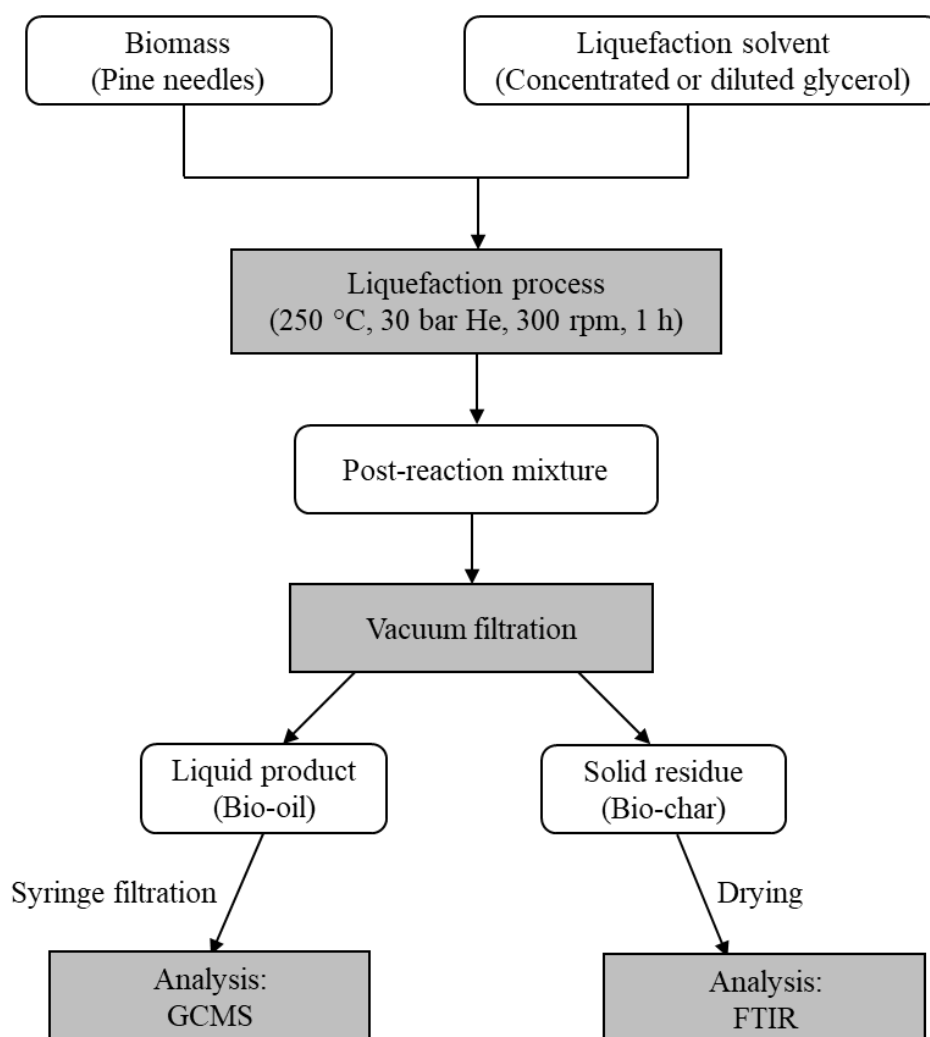 Biomass
(Pine needles)
Liquefaction solvent
(Concentrated or diluted glycerol)
Liquefaction process
(250 °C, 30 bar He, 300 rpm, 1 h)
Post-reaction mixture
Vacuum filtration
Liquid product
(Bio-oil)
Solid residue
(Bio-char)
Syringe filtration
Drying
Analysis:
GCMS
Analysis:
FTIR